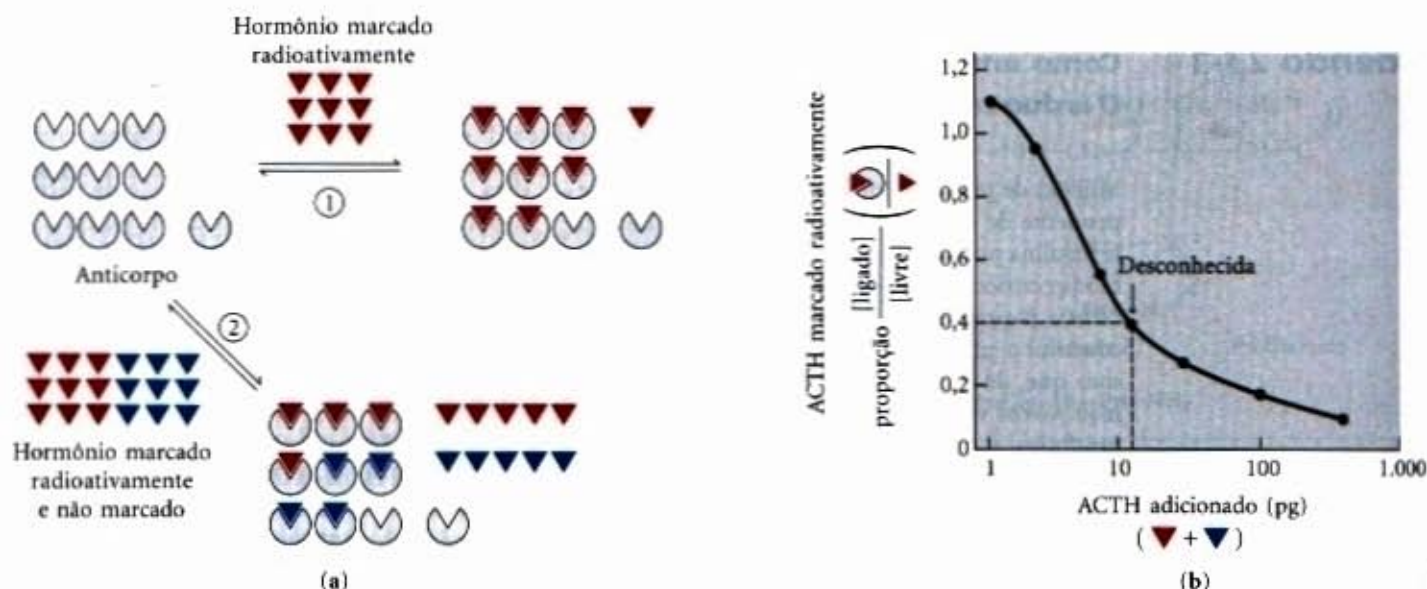 Hormônio marcado
radioativamente
1
Anticorpo
2
Hormônio marcado
radioativamente
e não marcado
(a)
ACTH marcado radioativamente
proporção [ligado]
[livre]
1,2
1,0
0,8
0,6
0,4
0,2
0
Desconhecida
1
10
100
1.000
ACTH adicionado (pg)
( + )
(b)